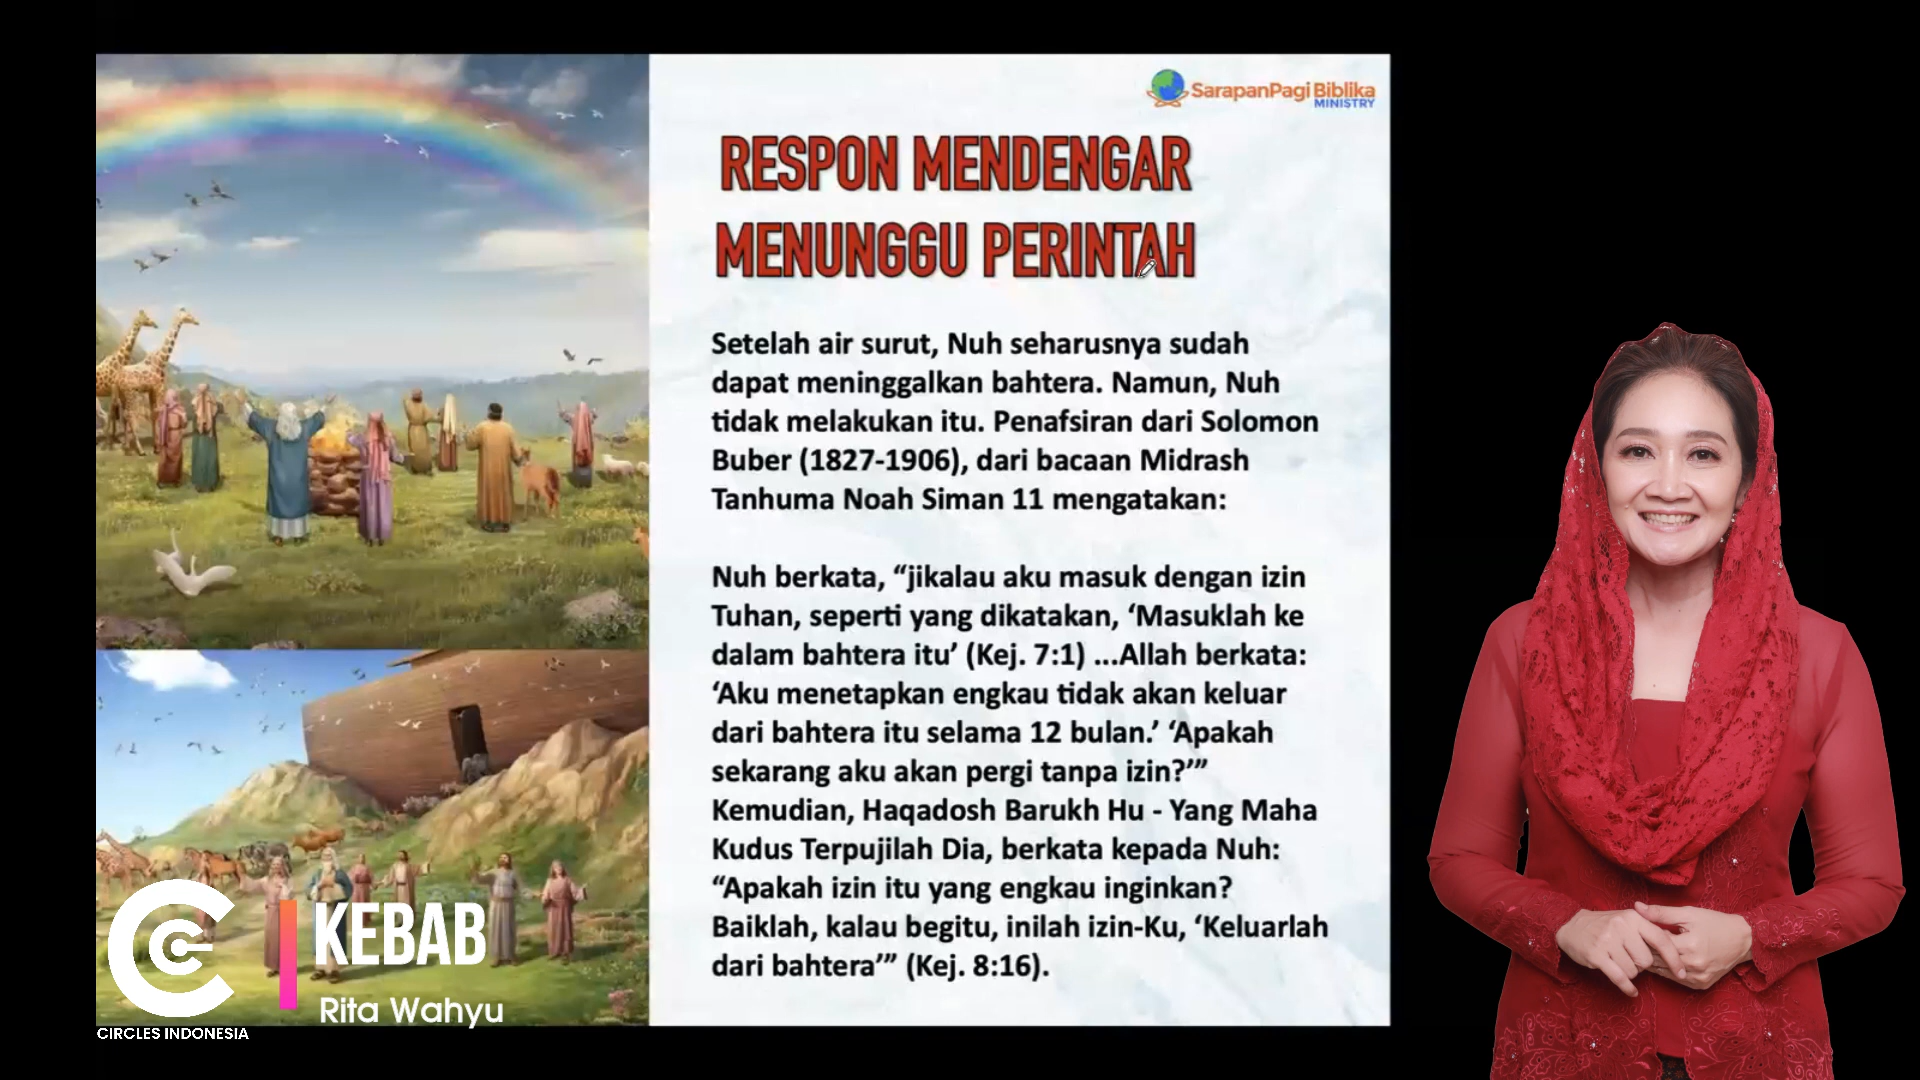 SarapanPagi Biblika
MINISTRY
RESPON MENDENGAR
MENUNGGU PERINTAH
Setelah air surut, Nuh seharusnya sudah
dapat meninggalkan bahtera. Namun, Nuh
tidak melakukan itu. Penafsiran dari Solomon
Buber (1827-1906), dari bacaan Midrash
Tanhuma Noah Siman 11 mengatakan:
Nuh berkata, “jikalau aku masuk dengan izin
Tuhan, seperti yang dikatakan, ‘Masuklah ke
dalam bahtera itu’ (Kej. 7:1) ...Allah berkata:
‘Aku menetapkan engkau tidak akan keluar
dari bahtera itu selama 12 bulan.’ ‘Apakah
sekarang aku akan pergi tanpa izin?’”
Kemudian, Haqadosh Barukh Hu - Yang Maha
Kudus Terpujilah Dia, berkata kepada Nuh:
“Apakah izin itu yang engkau inginkan?
Baiklah, kalau begitu, inilah izin-Ku, ‘Keluarlah
dari bahtera’” (Kej. 8:16).
KEBAB
Rita Wahyu
CIRCLES INDONESIA